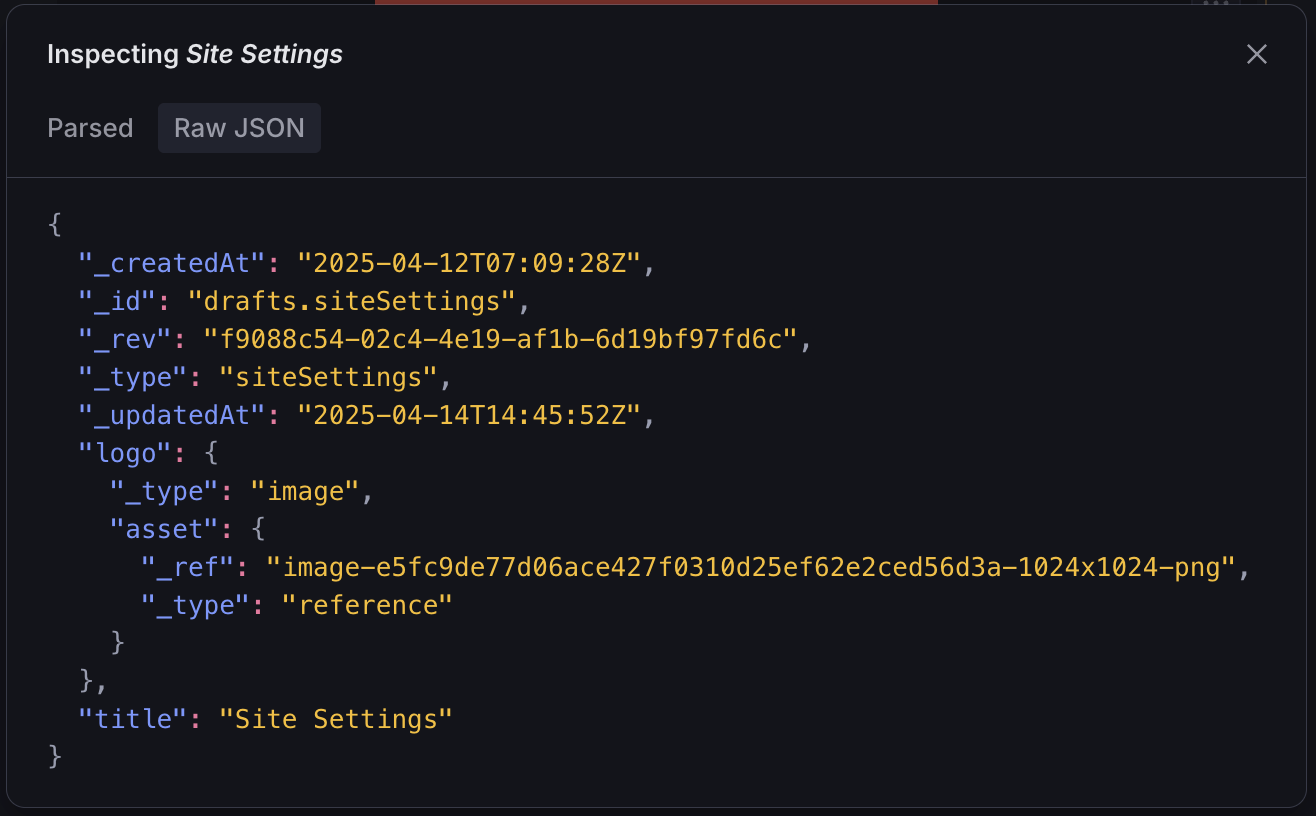 Inspecting Site Settings
Parsed Raw JSON
{
  "_createdAt": "2025-04-12T07:09:28Z",
  "_id": "drafts.siteSettings",
  "_rev": "f9088c54-02c4-4e19-af1b-6d19bf97fd6c",
  "_type": "siteSettings",
  "_updatedAt": "2025-04-14T14:45:52Z",
  "logo": {
    "_type": "image",
    "asset": {
      "_ref": "image-e5fc9de77d06ace427f0310d25ef62e2ced56d3a-1024x1024-png",
      "_type": "reference"
    }
  },
  "title": "Site Settings"
}